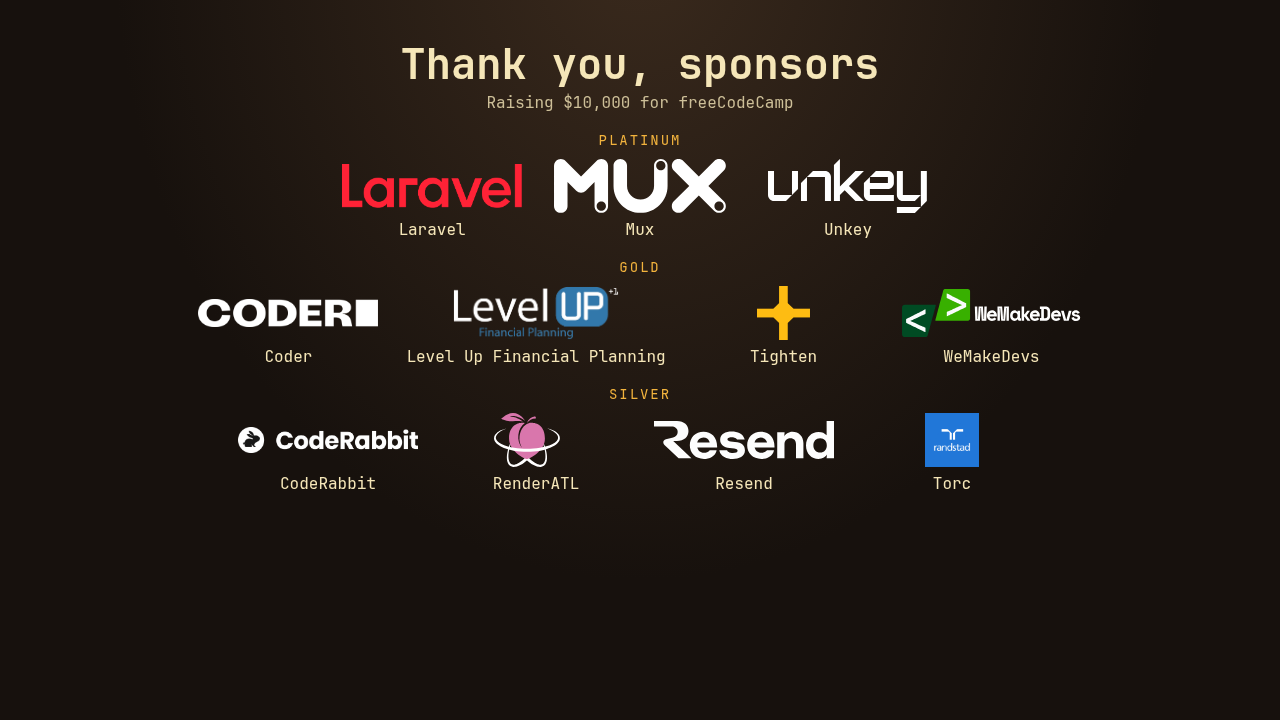 Thank you, sponsors
Raising $10,000 for freeCodeCamp
PLATINUM
Laravel MUX unkey
Laravel Mux Unkey
GOLD
CODER Level UP +1 Financial Planning < > WeMakeDevs
Coder Level Up Financial Planning Tighten WeMakeDevs
SILVER
CodeRabbit Resend randstad
CodeRabbit RenderATL Resend Torc